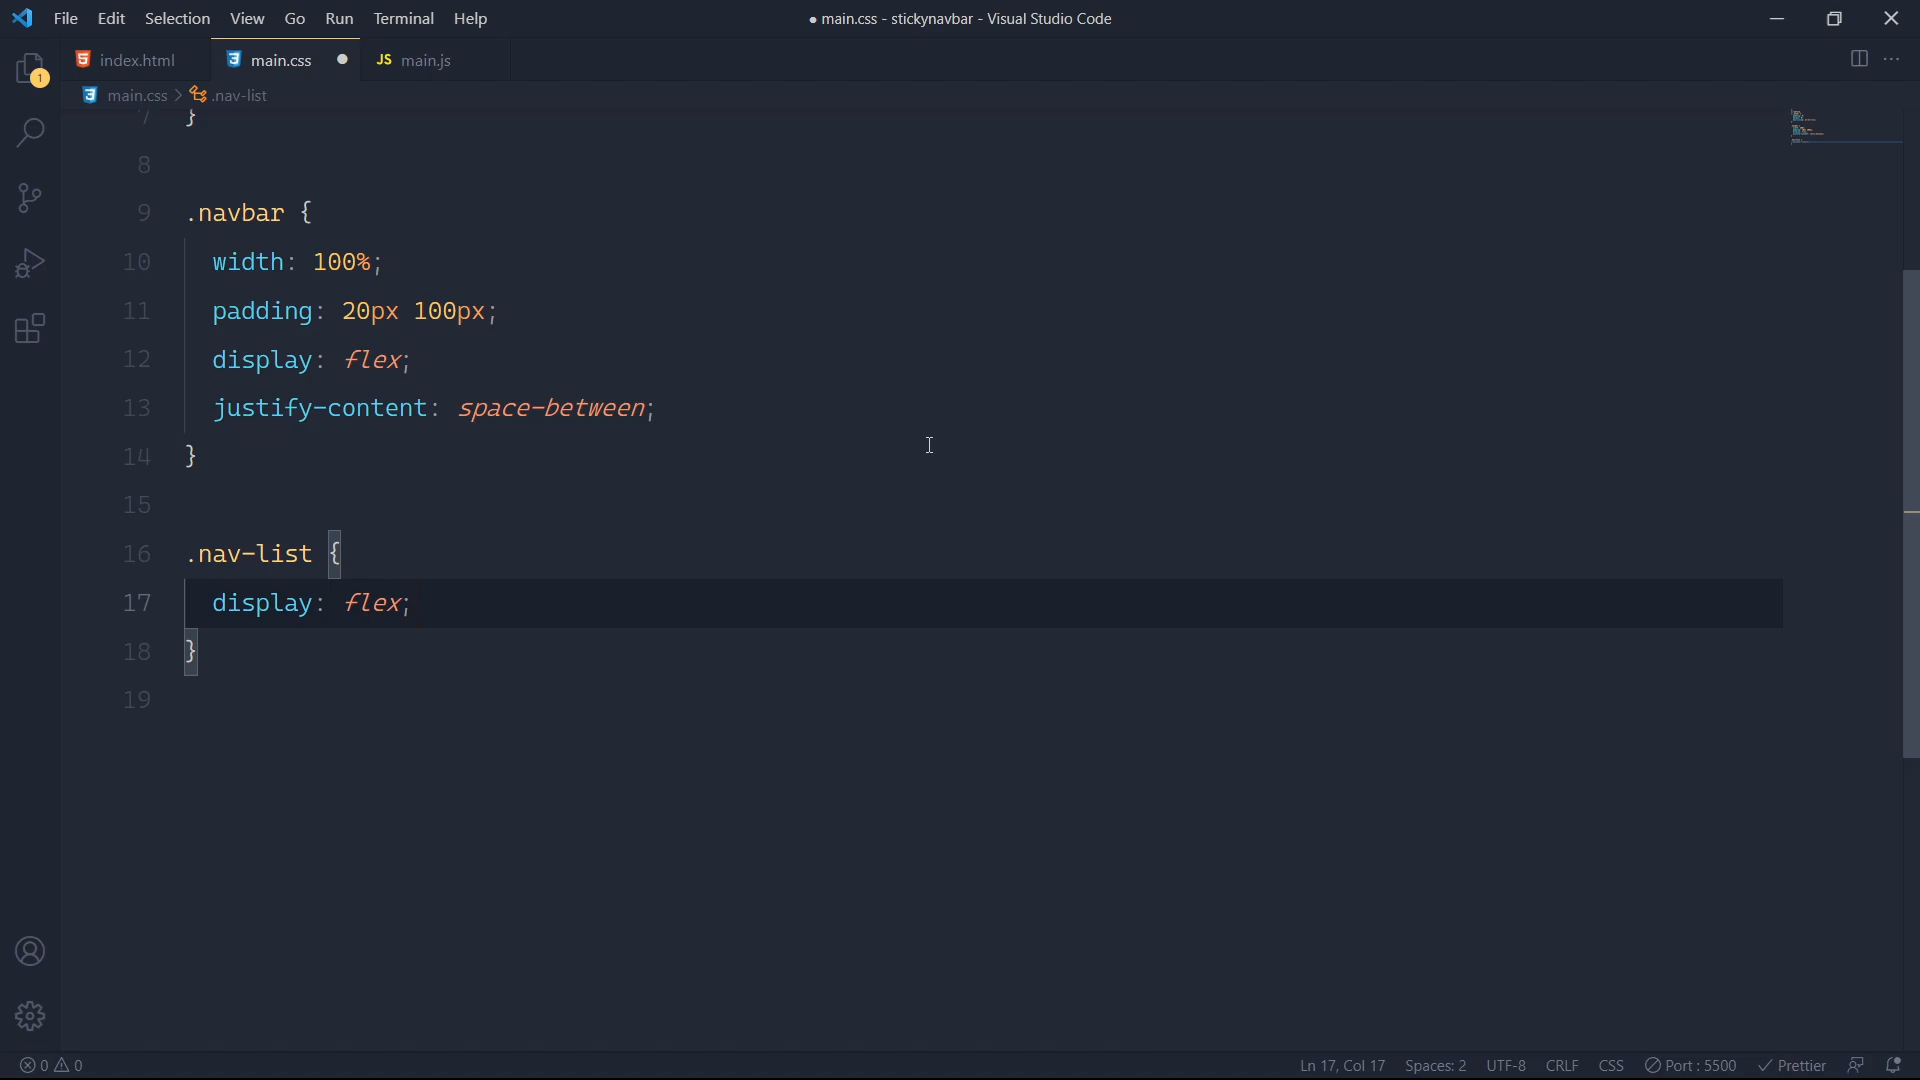 File Edit Selection View Go Run Terminal Help
● main.css - stickynavbar - Visual Studio Code
index.html
main.css
JS main.js
1
main.css > .nav-list
7 }
8
9 .navbar {
10 width: 100%;
11 padding: 20px 100px;
12 display: flex;
13 justify-content: space-between;
14 }
15
16 .nav-list {
17 display: flex;
18 }
19
0 0
Ln 17, Col 17 Spaces: 2 UTF-8 CRLF CSS Port : 5500 Prettier